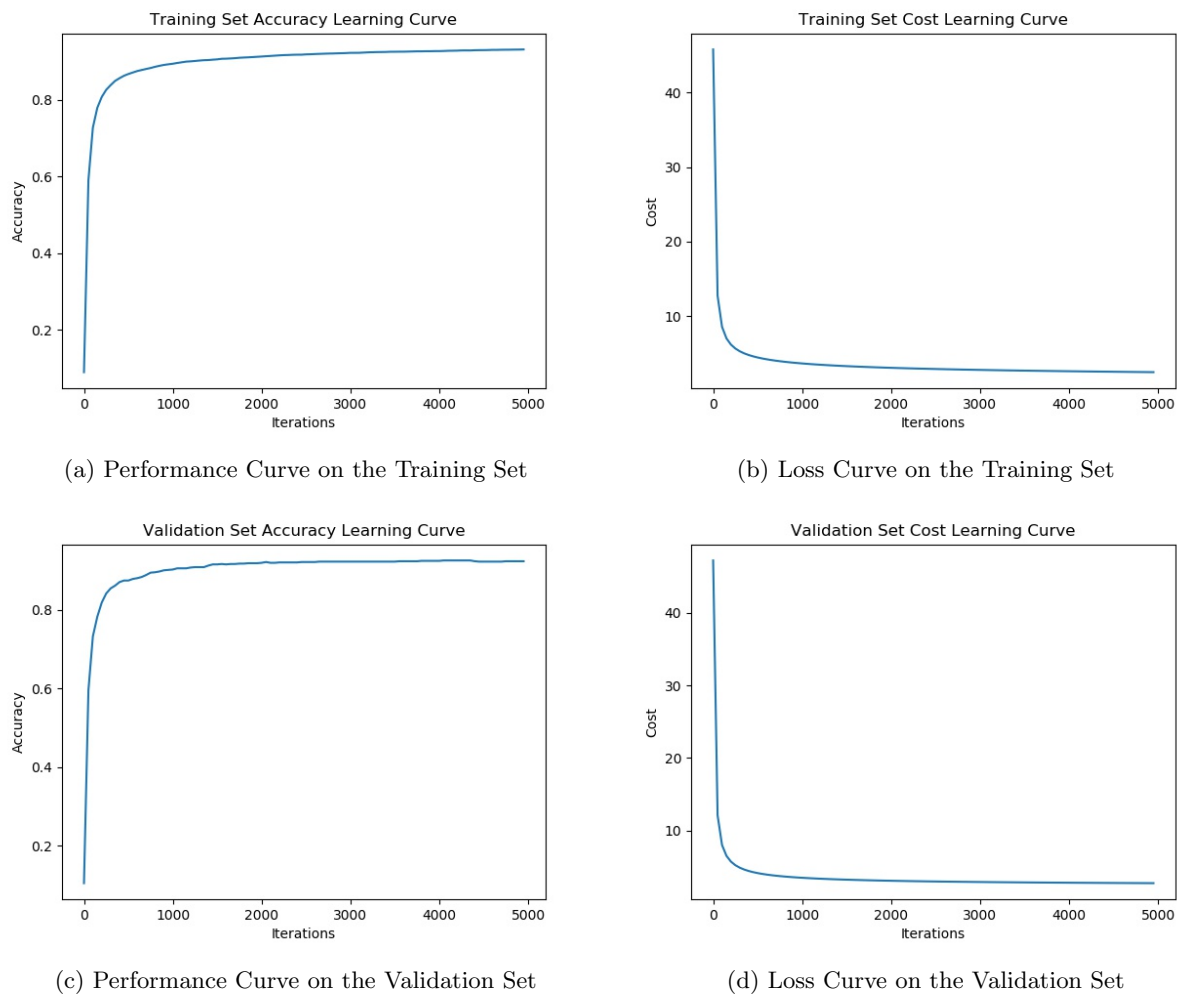 Training Set Accuracy Learning Curve
Accuracy
0.8
0.6
0.4
0.2
0 1000 2000 3000 4000 5000
Iterations
(a) Performance Curve on the Training Set
Training Set Cost Learning Curve
Cost
40
30
20
10
0 1000 2000 3000 4000 5000
Iterations
(b) Loss Curve on the Training Set
Validation Set Accuracy Learning Curve
Accuracy
0.8
0.6
0.4
0.2
0 1000 2000 3000 4000 5000
Iterations
(c) Performance Curve on the Validation Set
Validation Set Cost Learning Curve
Cost
40
30
20
10
0 1000 2000 3000 4000 5000
Iterations
(d) Loss Curve on the Validation Set